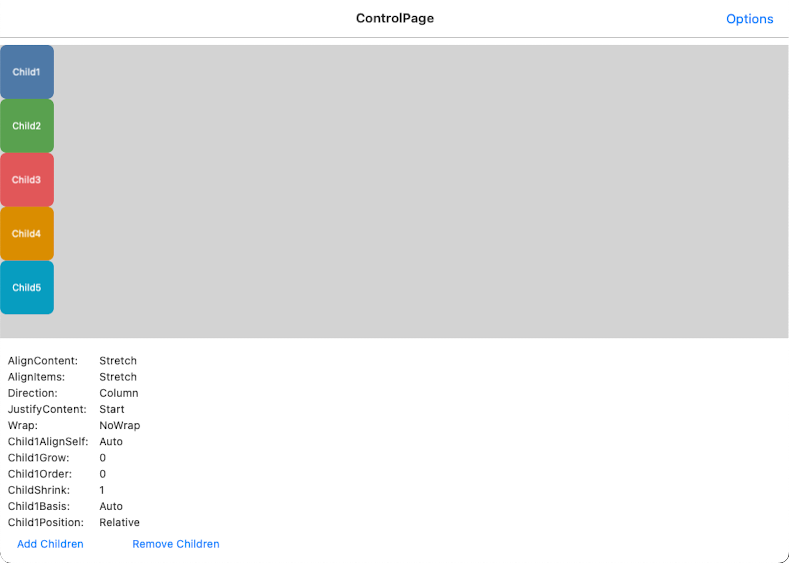 ControlPage
Options
Child1
Child2
Child3
Child4
Child5
AlignContent: Stretch
AlignItems: Stretch
Direction: Column
JustifyContent: Start
Wrap: NoWrap
Child1AlignSelf: Auto
Child1Grow: 0
Child1Order: 0
ChildShrink: 1
Child1Basis: Auto
Child1Position: Relative
Add Children Remove Children